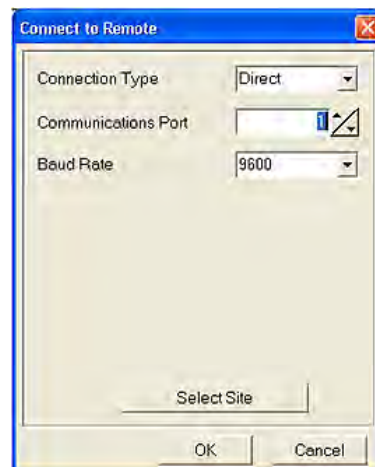 Connect to Remote
Connection Type Direct
Communications Port 1
Baud Rate 9600
Select Site
OK Cancel